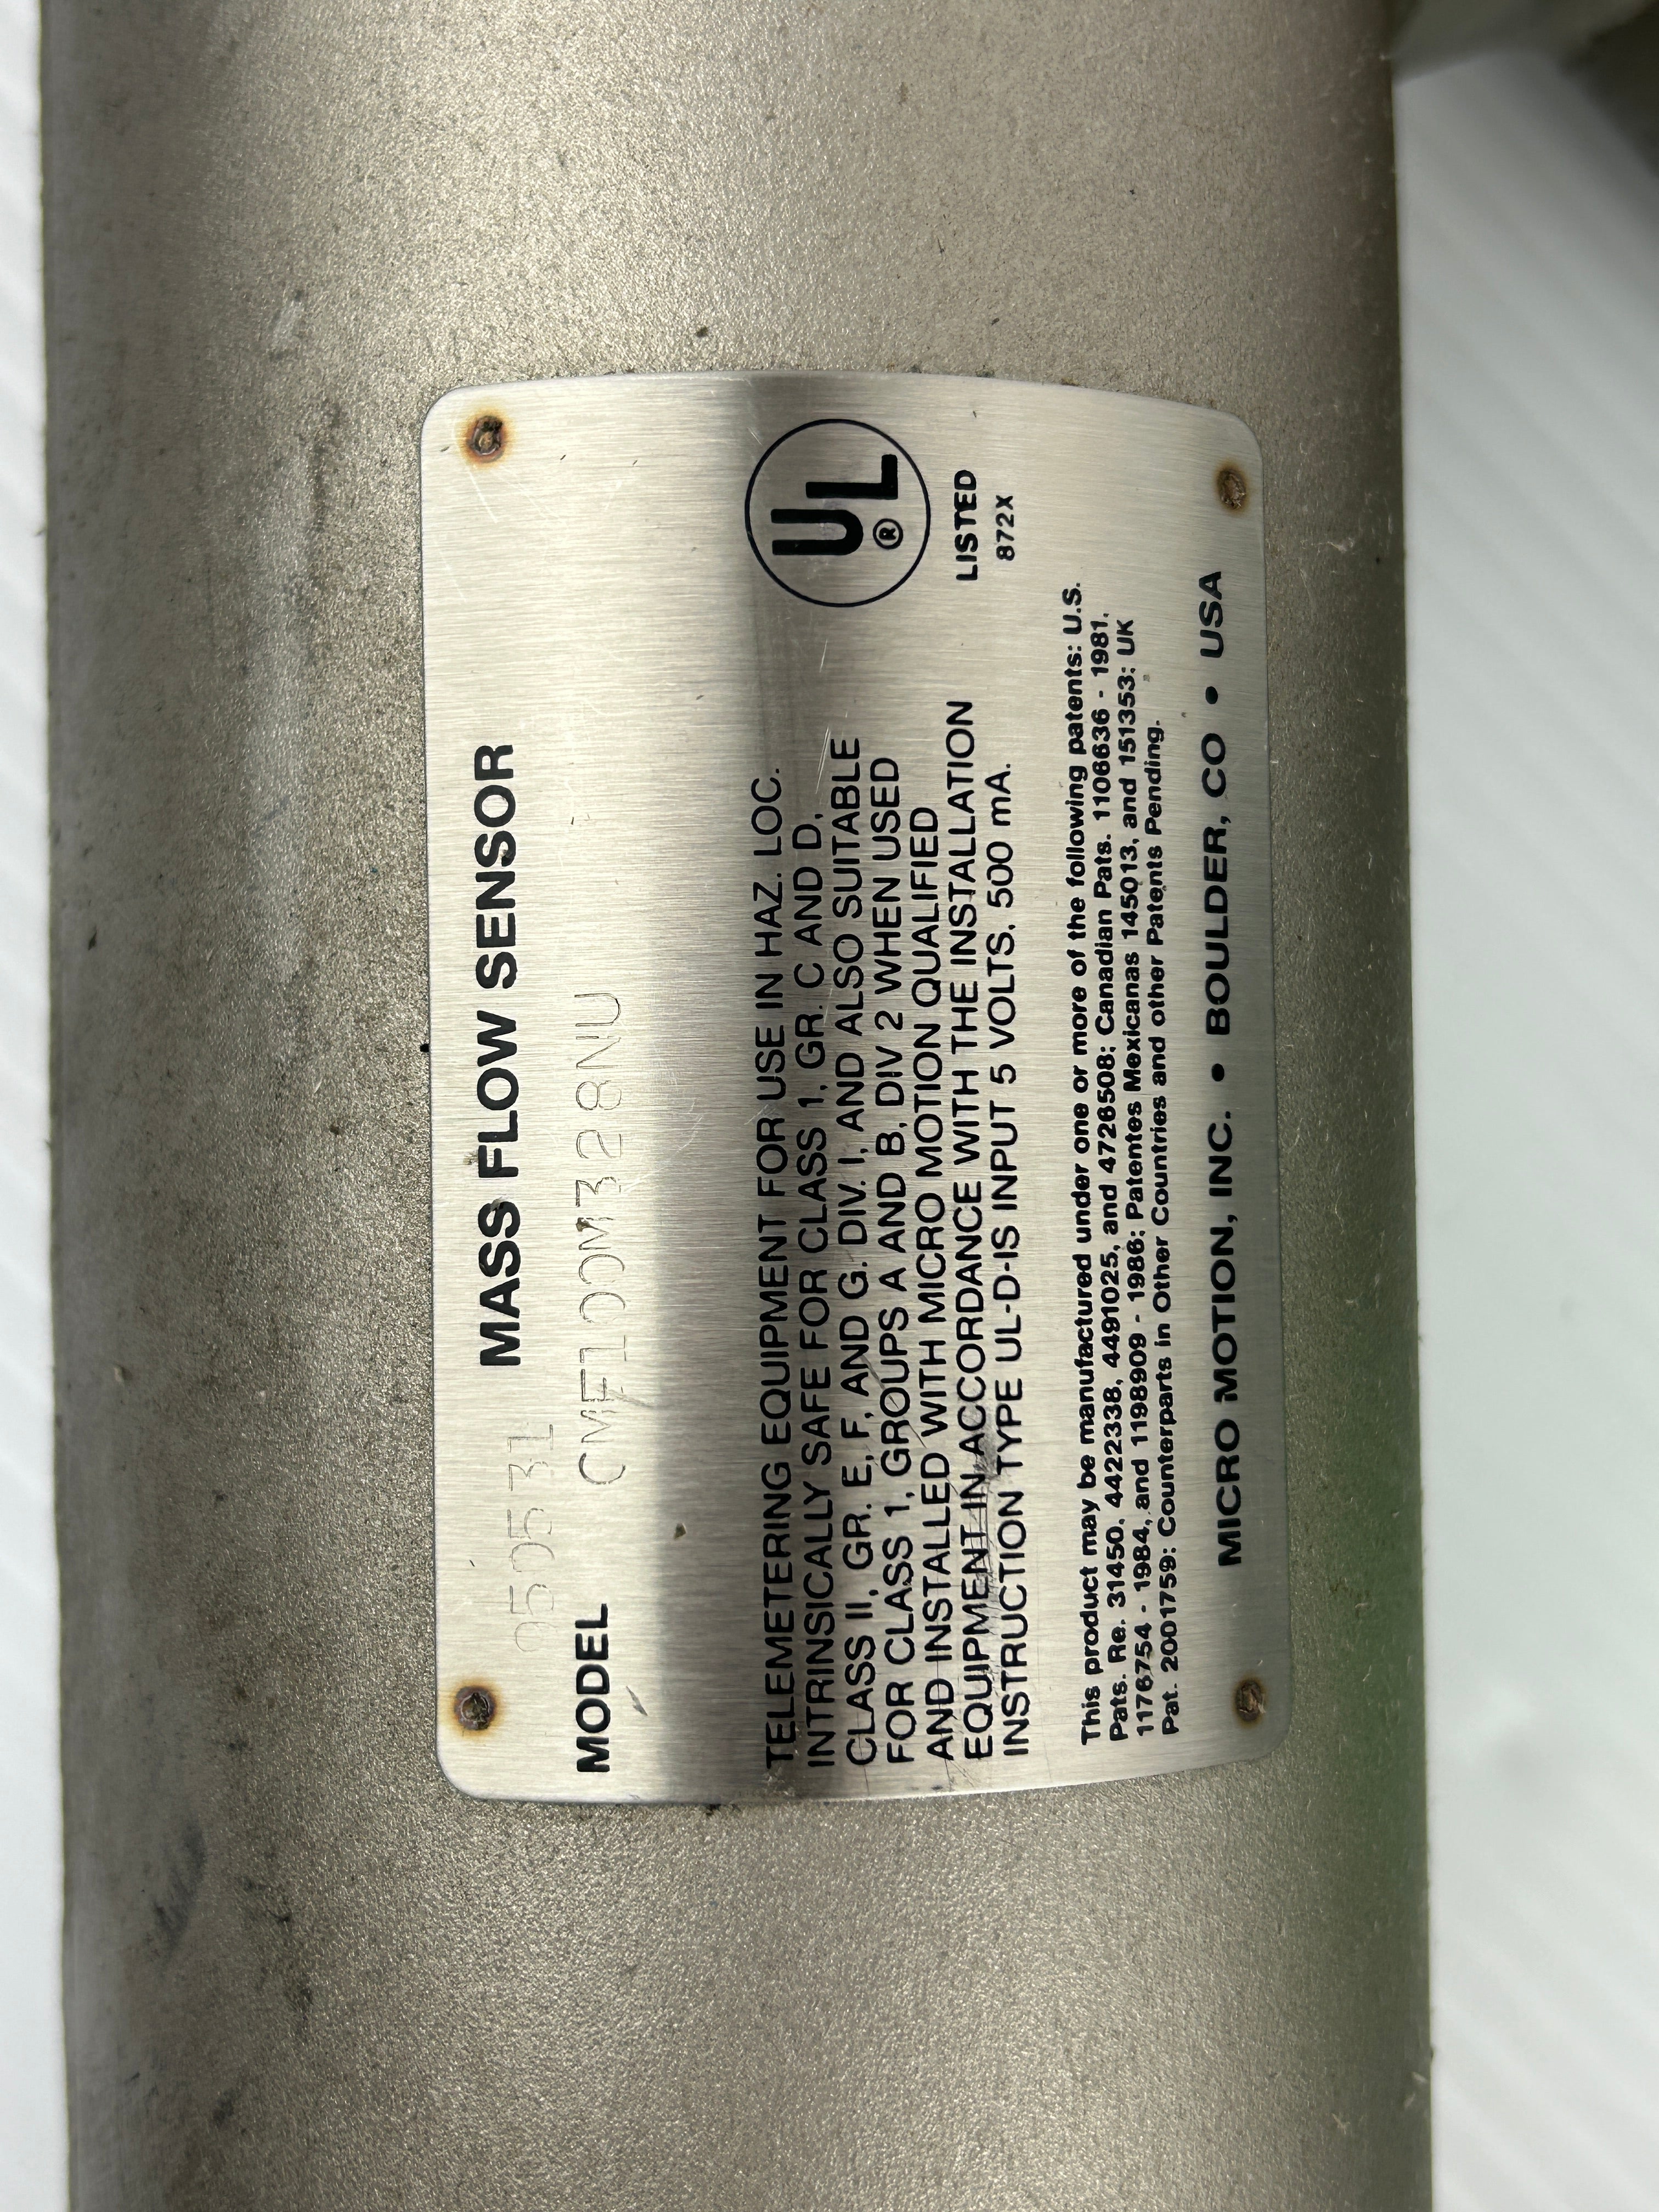 MASS FLOW SENSOR
MODEL CMF100M328NU
TELEMETERING EQUIPMENT FOR USE IN HAZ. LOC.
INTRINSICALLY SAFE FOR CLASS 1, GR. C AND D,
CLASS II, GR. E, F, AND G. DIV. I, AND ALSO SUITABLE
FOR CLASS 1, GROUPS A AND B, DIV 2 WHEN USED
AND INSTALLED WITH MICRO MOTION QUALIFIED
EQUIPMENT IN ACCORDANCE WITH THE INSTALLATION
INSTRUCTION TYPE UL-D-IS INPUT 5 VOLTS, 500 mA.
UL ®
LISTED
872X
This product may be manufactured under one or more of the following patents: U.S.
Pats. Re. 31450, 4422338, 4491025, and 4726508; Canadian Pats. 1106636 - 1981,
1176754 - 1984, and 1198909 - 1986; Patentes Mexicanas 145013, and 151353; UK
Pat. 2001759: Counterparts in Other Countries and other Patents Pending.
MICRO MOTION, INC. • BOULDER, CO • USA